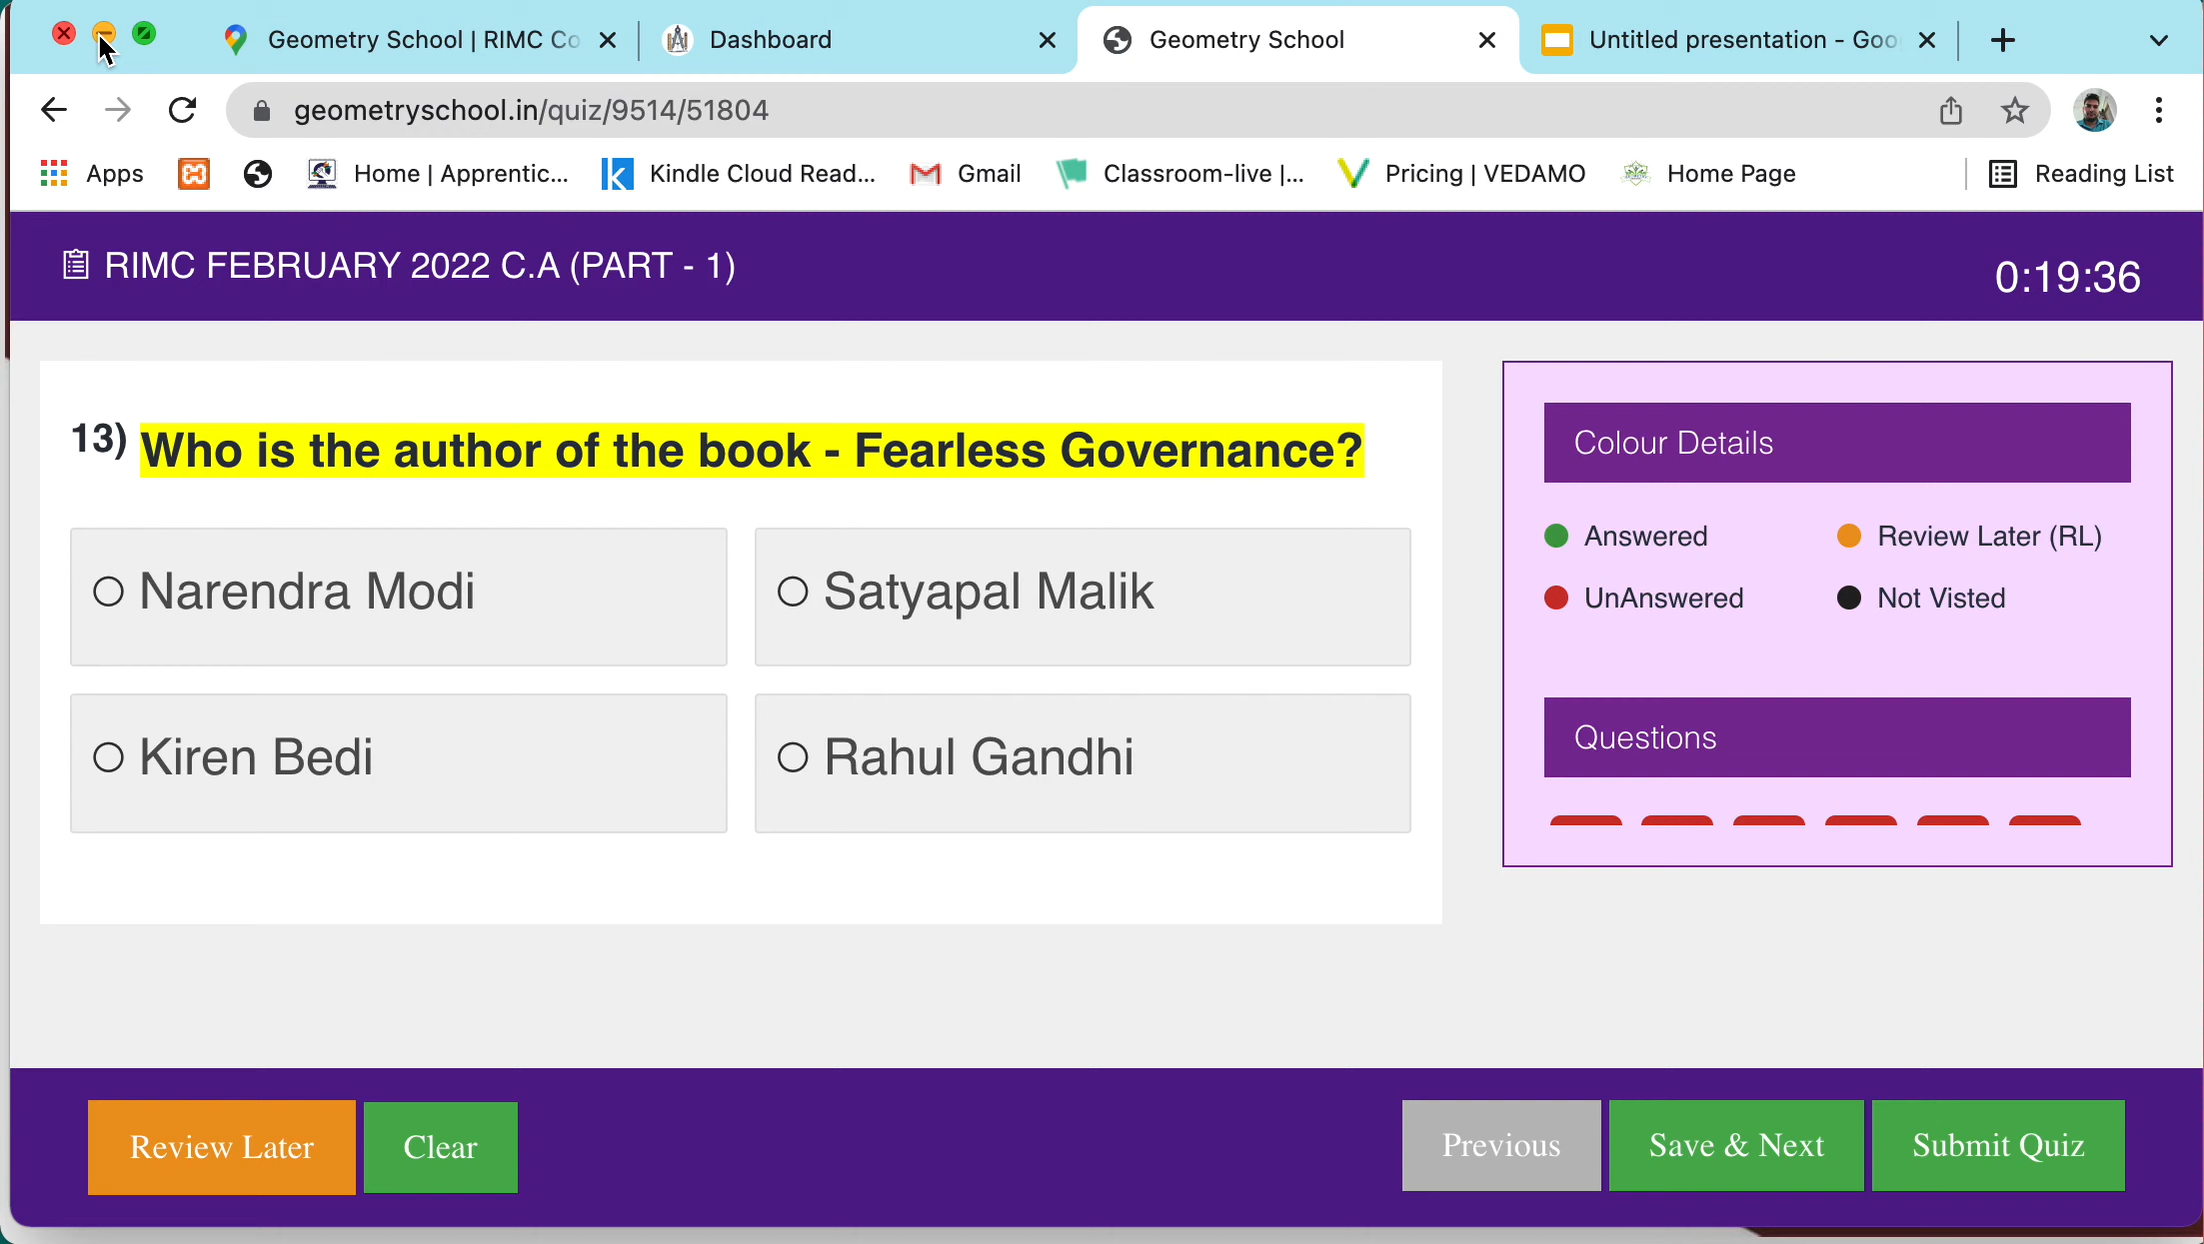 Geometry School | RIMC Co
Dashboard
Geometry School
Untitled presentation - Goo
geometryschool.in/quiz/9514/51804
Apps
Home | Apprentic...
Kindle Cloud Read...
Gmail
Classroom-live |...
Pricing | VEDAMO
Home Page
Reading List
RIMC FEBRUARY 2022 C.A (PART - 1)
0:19:36
13) Who is the author of the book - Fearless Governance?
Narendra Modi
Satyapal Malik
Kiren Bedi
Rahul Gandhi
Colour Details
Answered
Review Later (RL)
UnAnswered
Not Visted
Questions
Review Later
Clear
Previous
Save & Next
Submit Quiz